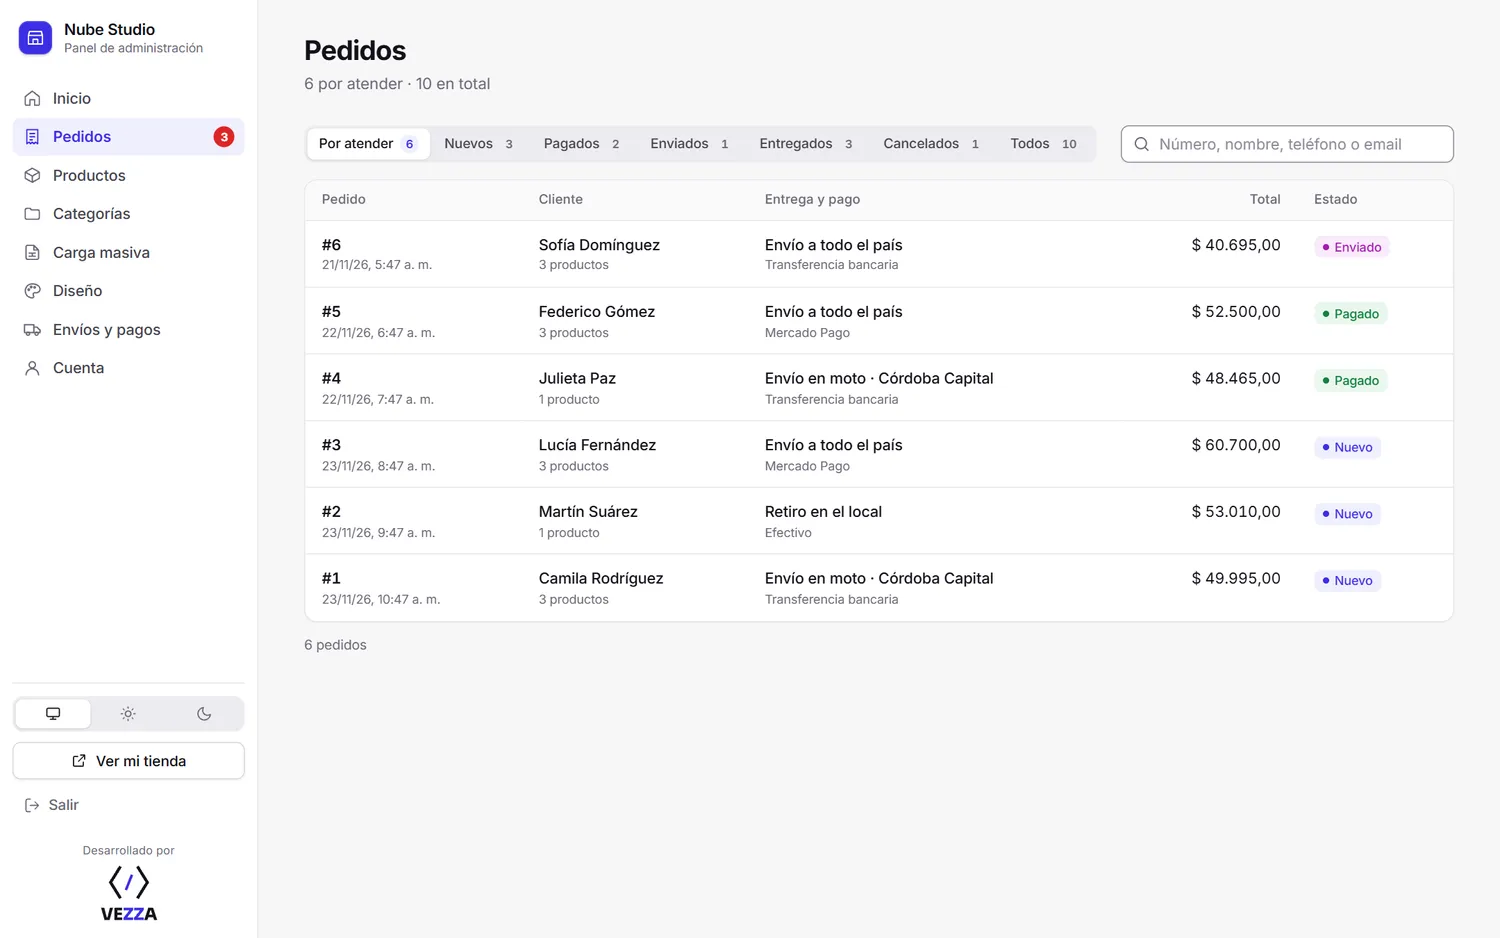 Nube Studio
Panel de administración
Inicio
Pedidos 3
Productos
Categorías
Carga masiva
Diseño
Envíos y pagos
Cuenta
Ver mi tienda
Salir
Desarrollado por
VEZZA
Pedidos
6 por atender · 10 en total
Por atender 6 Nuevos 3 Pagados 2 Enviados 1 Entregados 3 Cancelados 1 Todos 10
Número, nombre, teléfono o email
Pedido Cliente Entrega y pago Total Estado
#6 Sofía Domínguez Envío a todo el país $ 40.695,00 Enviado
21/11/26, 5:47 a. m. 3 productos Transferencia bancaria
#5 Federico Gómez Envío a todo el país $ 52.500,00 Pagado
22/11/26, 6:47 a. m. 3 productos Mercado Pago
#4 Julieta Paz Envío en moto · Córdoba Capital $ 48.465,00 Pagado
22/11/26, 7:47 a. m. 1 producto Transferencia bancaria
#3 Lucía Fernández Envío a todo el país $ 60.700,00 Nuevo
23/11/26, 8:47 a. m. 3 productos Mercado Pago
#2 Martín Suárez Retiro en el local $ 53.010,00 Nuevo
23/11/26, 9:47 a. m. 1 producto Efectivo
#1 Camila Rodríguez Envío en moto · Córdoba Capital $ 49.995,00 Nuevo
23/11/26, 10:47 a. m. 3 productos Transferencia bancaria
6 pedidos